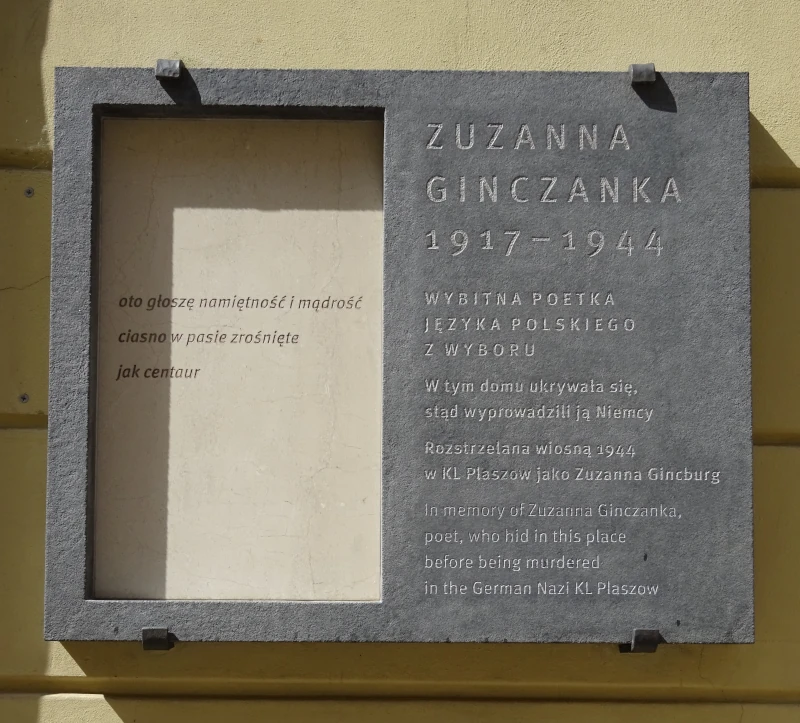 oto głoszę namiętność i mądrość
ciasno w pasie zrośnięte
jak centaur
ZUZANNA
GINCZANKA
1917–1944
WYBITNA POETKA
JĘZYKA POLSKIEGO
Z WYBORU
W tym domu ukrywała się,
stąd wyprowadzili ją Niemcy
Rozstrzelana wiosną 1944
w KL Plaszow jako Zuzanna Gincburg
In memory of Zuzanna Ginczanka,
poet, who hid in this place
before being murdered
in the German Nazi KL Plaszow